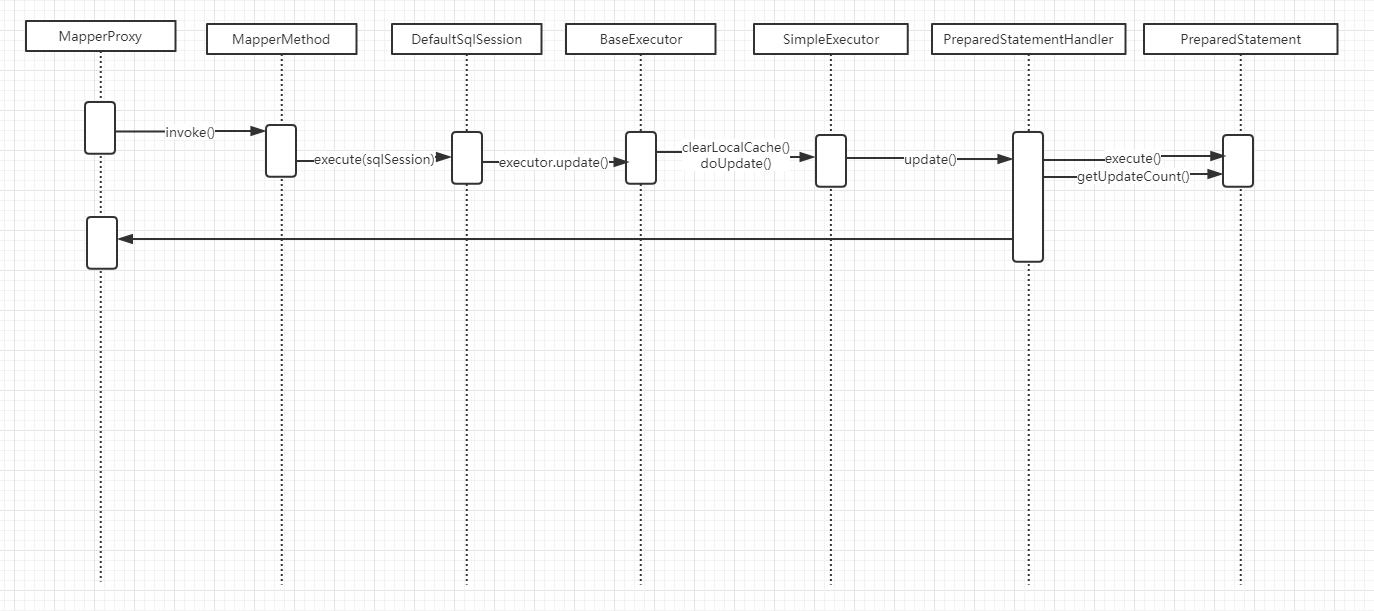 MapperProxy
MapperMethod
DefaultSqlSession
BaseExecutor
SimpleExecutor
PreparedStatementHandler
PreparedStatement
invoke()
execute(sqlSession)
executor.update()
clearLocalCache()
doUpdate()
update()
execute()
getUpdateCount()